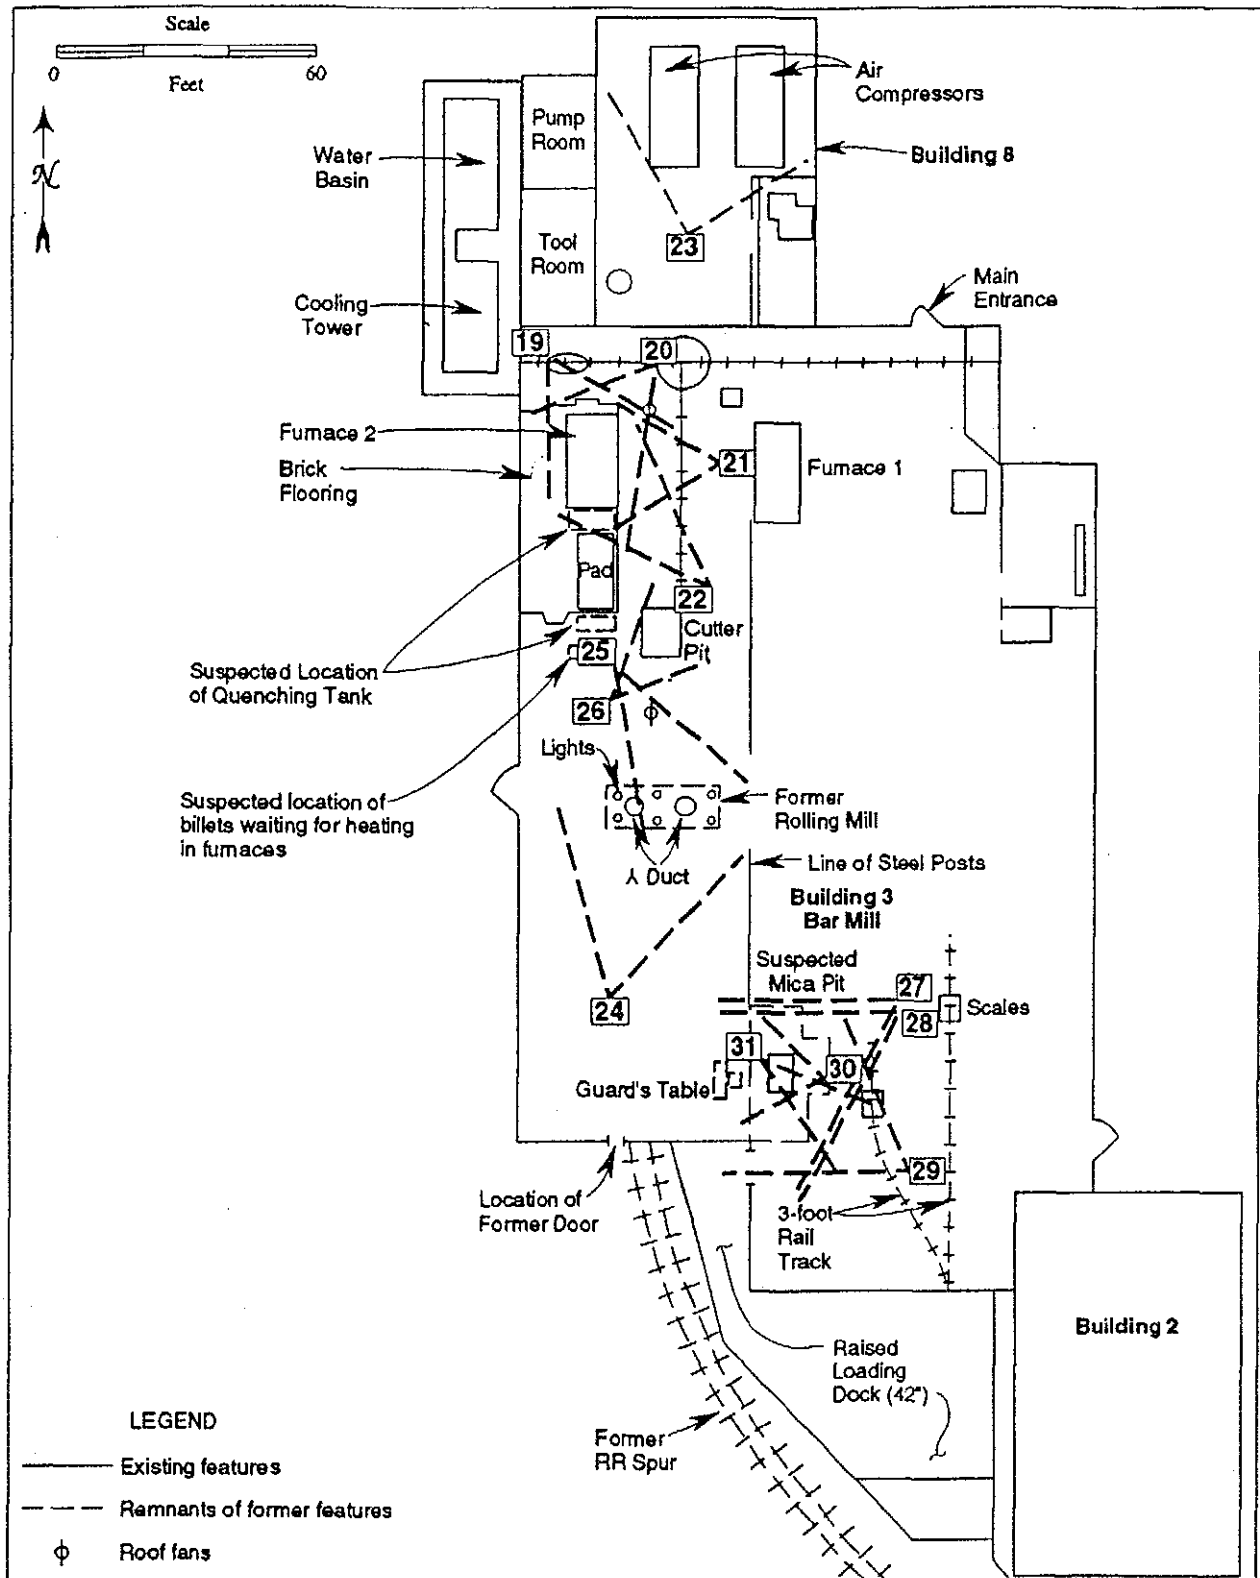 Scale
0 60
Feet
N
Air
Compressors
Pump
Room
Building 8
Water
Basin
23
Tool
Room
Main
Entrance
Cooling
Tower
19
20
Furnace 2
21
Furnace 1
Brick
Flooring
Pad
22
Cutter
Pit
25
Suspected Location
of Quenching Tank
26
Lights
Suspected location of
billets waiting for heating
in furnaces
Former
Rolling Mill
⅄ Duct
Line of Steel Posts
Building 3
Bar Mill
Suspected
Mica Pit
27
24
28
Scales
31
30
Guard's Table
29
Location of
Former Door
3-foot
Rail
Track
Building 2
Raised
Loading
Dock (42")
LEGEND
Former
RR Spur
Existing features
Remnants of former features
Roof fans